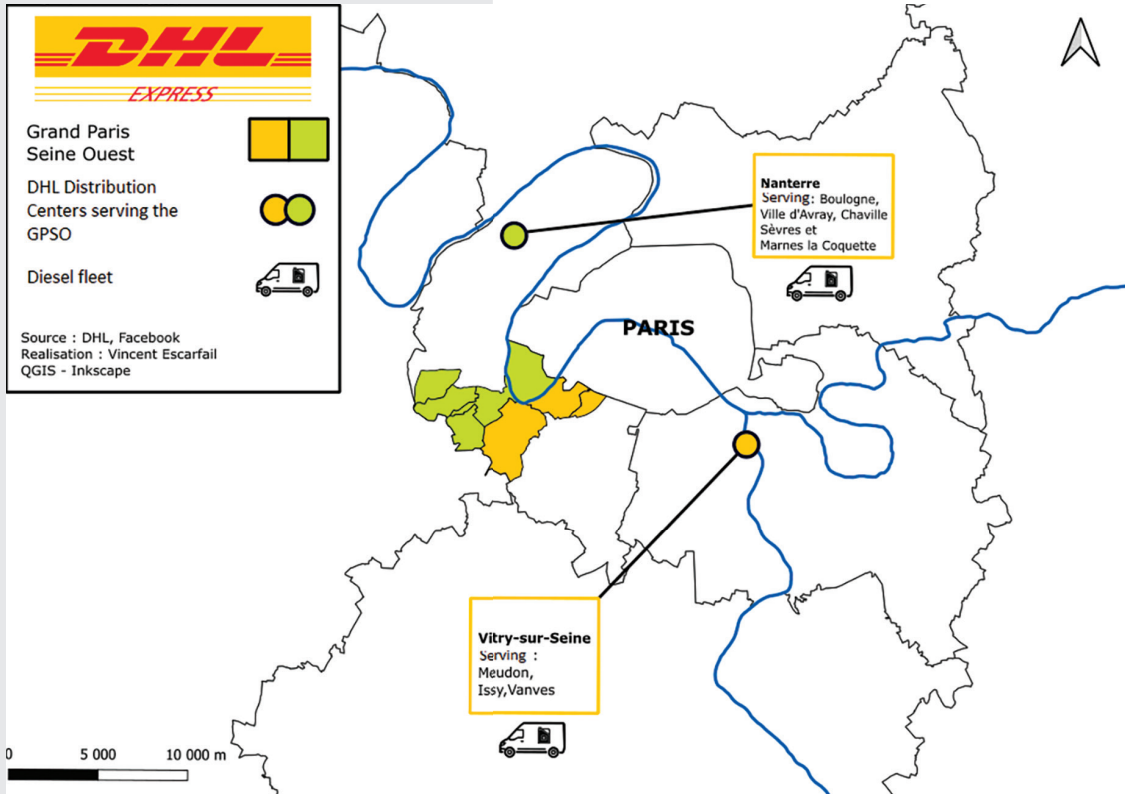 DHL
EXPRESS
Grand Paris
Seine Ouest
DHL Distribution
Centers serving the
GPSO
Diesel fleet
Source : DHL, Facebook
Realisation : Vincent Escarfail
QGIS - Inkscape
Nanterre
Serving: Boulogne,
Ville d'Avray, Chaville
Sèvres et
Marnes la Coquette
PARIS
Vitry-sur-Seine
Serving :
Meudon,
Issy,Vanves
0 5 000 10 000 m